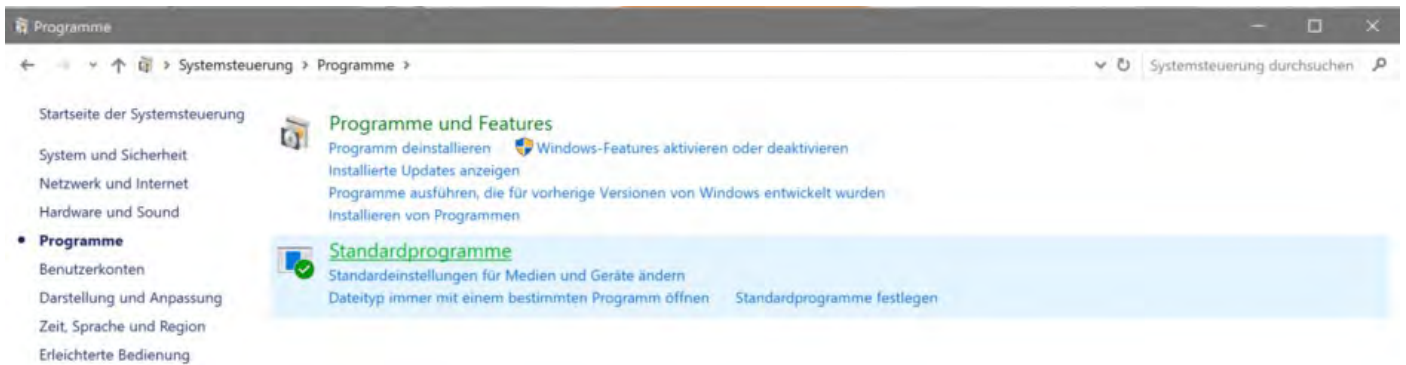 Programme
Systemsteuerung > Programme >
Systemsteuerung durchsuchen
Startseite der Systemsteuerung
System und Sicherheit
Netzwerk und Internet
Hardware und Sound
Programme
Benutzerkonten
Darstellung und Anpassung
Zeit, Sprache und Region
Erleichterte Bedienung
Programme und Features
Programm deinstallieren Windows-Features aktivieren oder deaktivieren
Installierte Updates anzeigen
Programme ausführen, die für vorherige Versionen von Windows entwickelt wurden
Installieren von Programmen
Standardprogramme
Standardeinstellungen für Medien und Geräte ändern
Dateityp immer mit einem bestimmten Programm öffnen Standardprogramme festlegen